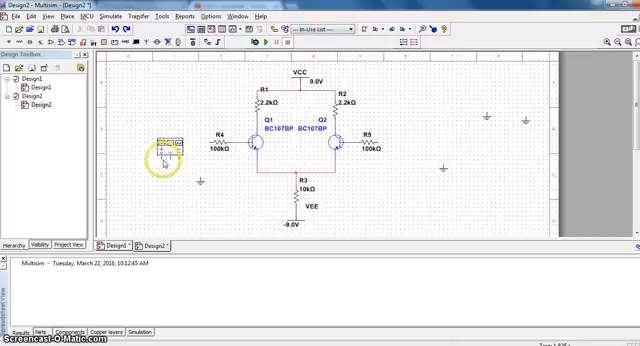 Design2 - Multisim - [Design2 *]
File Edit View Place MCU Simulate Transfer Tools Reports Options Window Help
--- In-Use List ---
Design Toolbox
Design1
Design1
Design2
Design2
VCC
9.0V
R1
2.2kΩ
R2
2.2kΩ
Q1
BC107BP
Q2
BC107BP
R4
100kΩ
R5
100kΩ
R3
10kΩ
VEE
-9.0V
Hierarchy Visibility Project View
Design1 * Design2 *
Multisim - Tuesday, March 22, 2016, 10:12:45 AM
Spreadsheet View
Results Nets Components Copper layers Simulation
Screencast-O-Matic.com